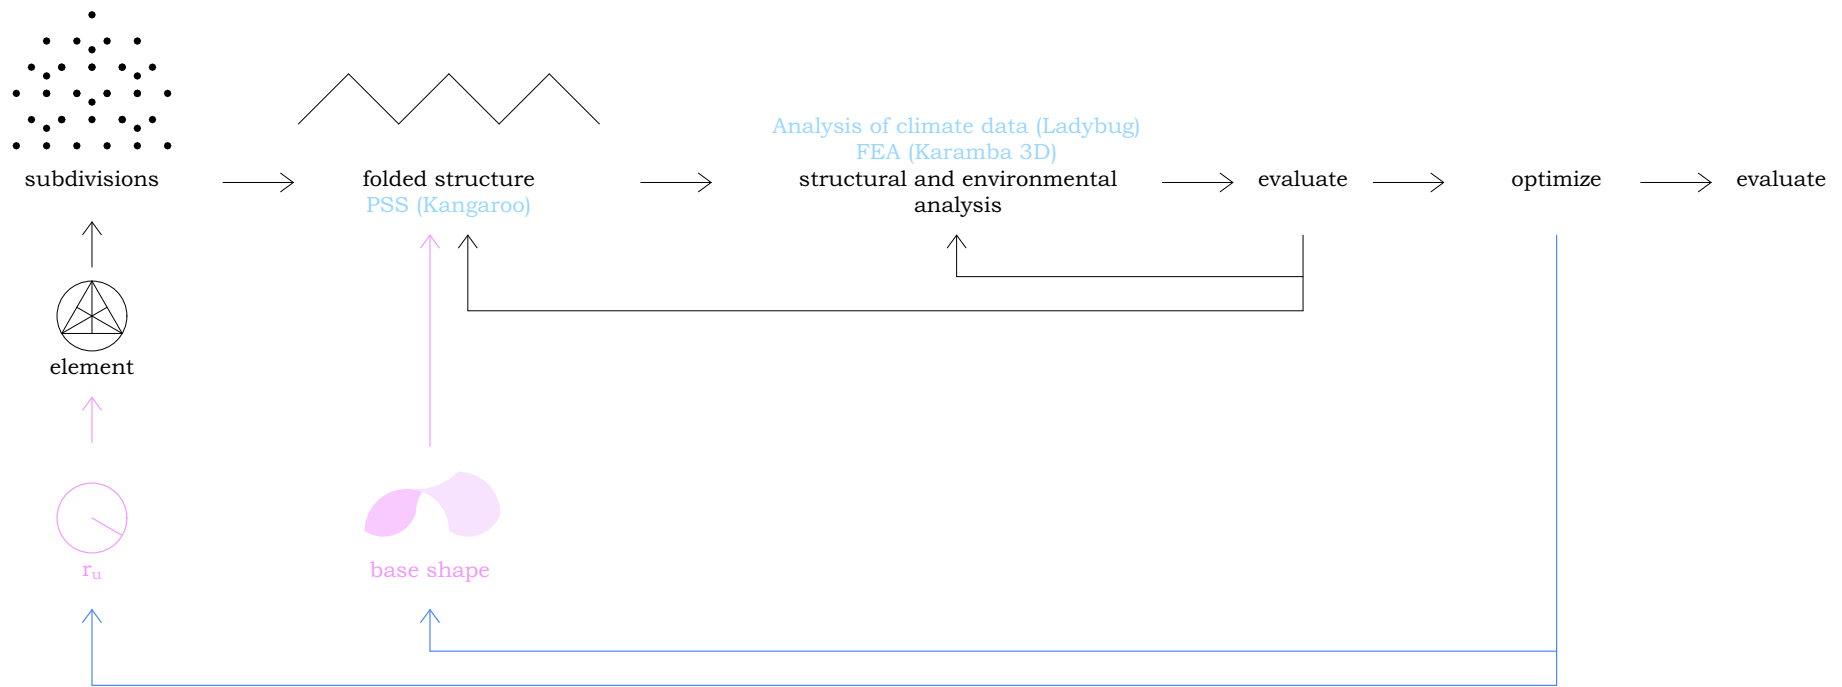 Analysis of climate data (Ladybug)
FEA (Karamba 3D)
subdivisions
folded structure
PSS (Kangaroo)
structural and environmental
analysis
evaluate
optimize
evaluate
element
rᵤ
base shape